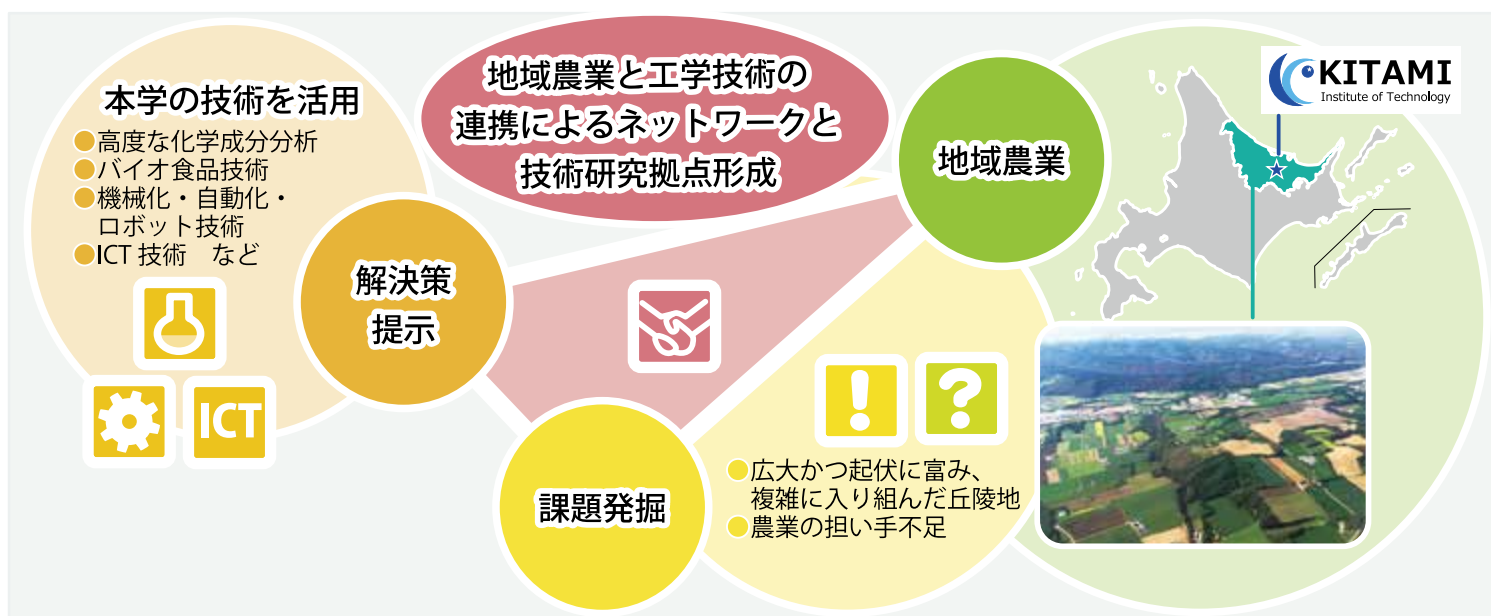 地域農業と工学技術の
連携によるネットワークと
技術研究拠点形成
本学の技術を活用
●高度な化学成分分析
●バイオ食品技術
●機械化・自動化・
ロボット技術
●ICT 技術　など
ICT
解決策
提示
地域農業
KITAMI
Institute of Technology
課題発掘
!
?
●広大かつ起伏に富み、
複雑に入り組んだ丘陵地
●農業の担い手不足